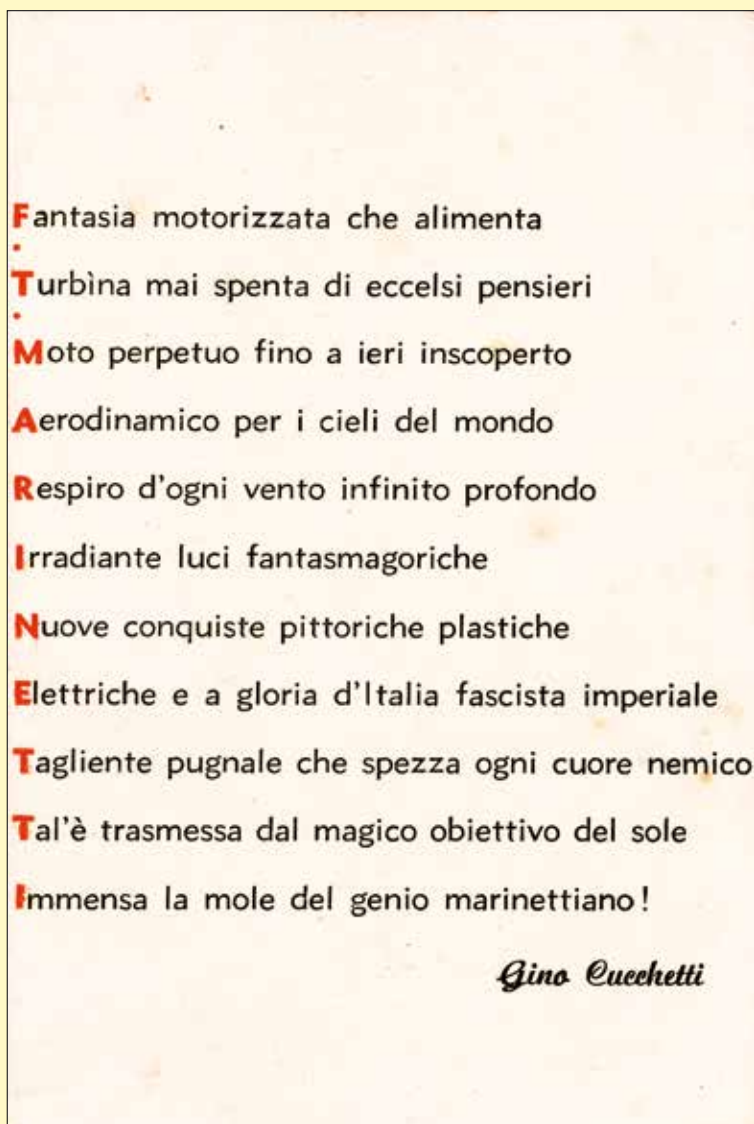 Fantasia motorizzata che alimenta
.
Turbìna mai spenta di eccelsi pensieri
.
Moto perpetuo fino a ieri inscoperto
Aerodinamico per i cieli del mondo
Respiro d'ogni vento infinito profondo
Irradiante luci fantasmagoriche
Nuove conquiste pittoriche plastiche
Elettriche e a gloria d'Italia fascista imperiale
Tagliente pugnale che spezza ogni cuore nemico
Tal'è trasmessa dal magico obiettivo del sole
Immensa la mole del genio marinettiano!
Gino Cucchetti